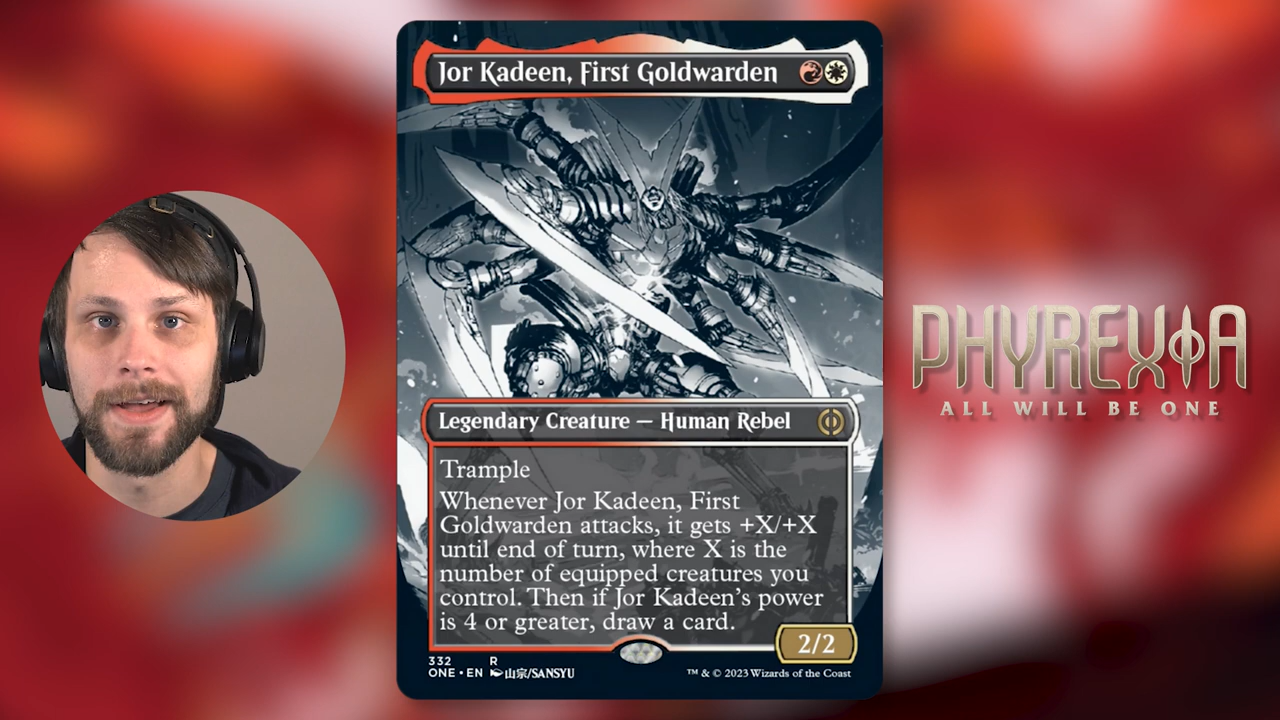 Jor Kadeen, First Goldwarden
Legendary Creature — Human Rebel
Trample
Whenever Jor Kadeen, First
Goldwarden attacks, it gets +X/+X
until end of turn, where X is the
number of equipped creatures you
control. Then if Jor Kadeen's power
is 4 or greater, draw a card.
2/2
332 R
ONE • EN 山宗/SANSYU
™ & © 2023 Wizards of the Coast
PHYREXIA
ALL WILL BE ONE